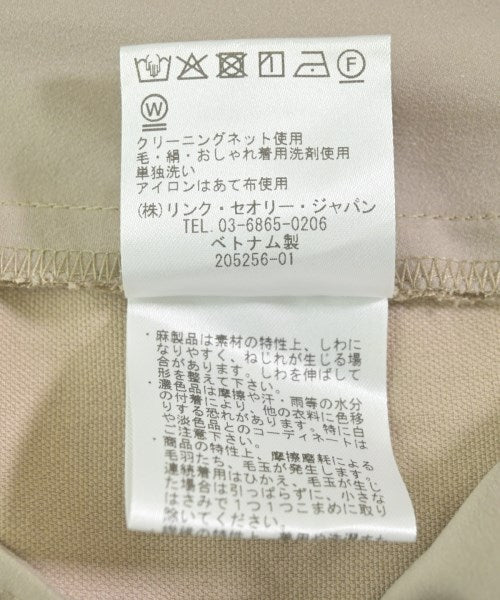 F
W
クリーニングネット使用
毛・絹・おしゃれ着用洗剤使用
単独洗い
アイロンはあて布使用
(株)リンク・セオリー・ジャパン
TEL.03-6865-0206
ベトナム製
205256-01
・麻製品は素材の特性上、しわに
なりやすく、ねじれが生じる場
合があります。しわを伸ばして
形を整えて下さい。
・濃色品は摩擦や汗・雨等の水分
の付着により、他の衣料に色移
りする恐れがあります。特に白
や淡色品とのコーディネートは
ご注意下さい。
・商品の特性上、摩擦磨耗による
毛羽たち、毛玉が発生します。
連続着用はひかえ、毛玉が生じ
た場合は引っぱらずに、小さな
はさみで1つ1つこまめに取り
除いてください。